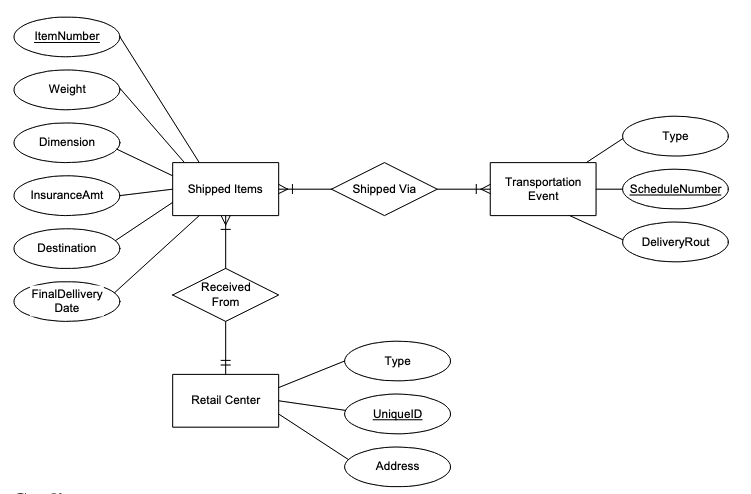 ItemNumber
Weight
Dimension
InsuranceAmt
Destination
FinalDellivery
Date
Shipped Items
Shipped Via
Transportation
Event
Type
ScheduleNumber
DeliveryRout
Received
From
Retail Center
Type
UniqueID
Address